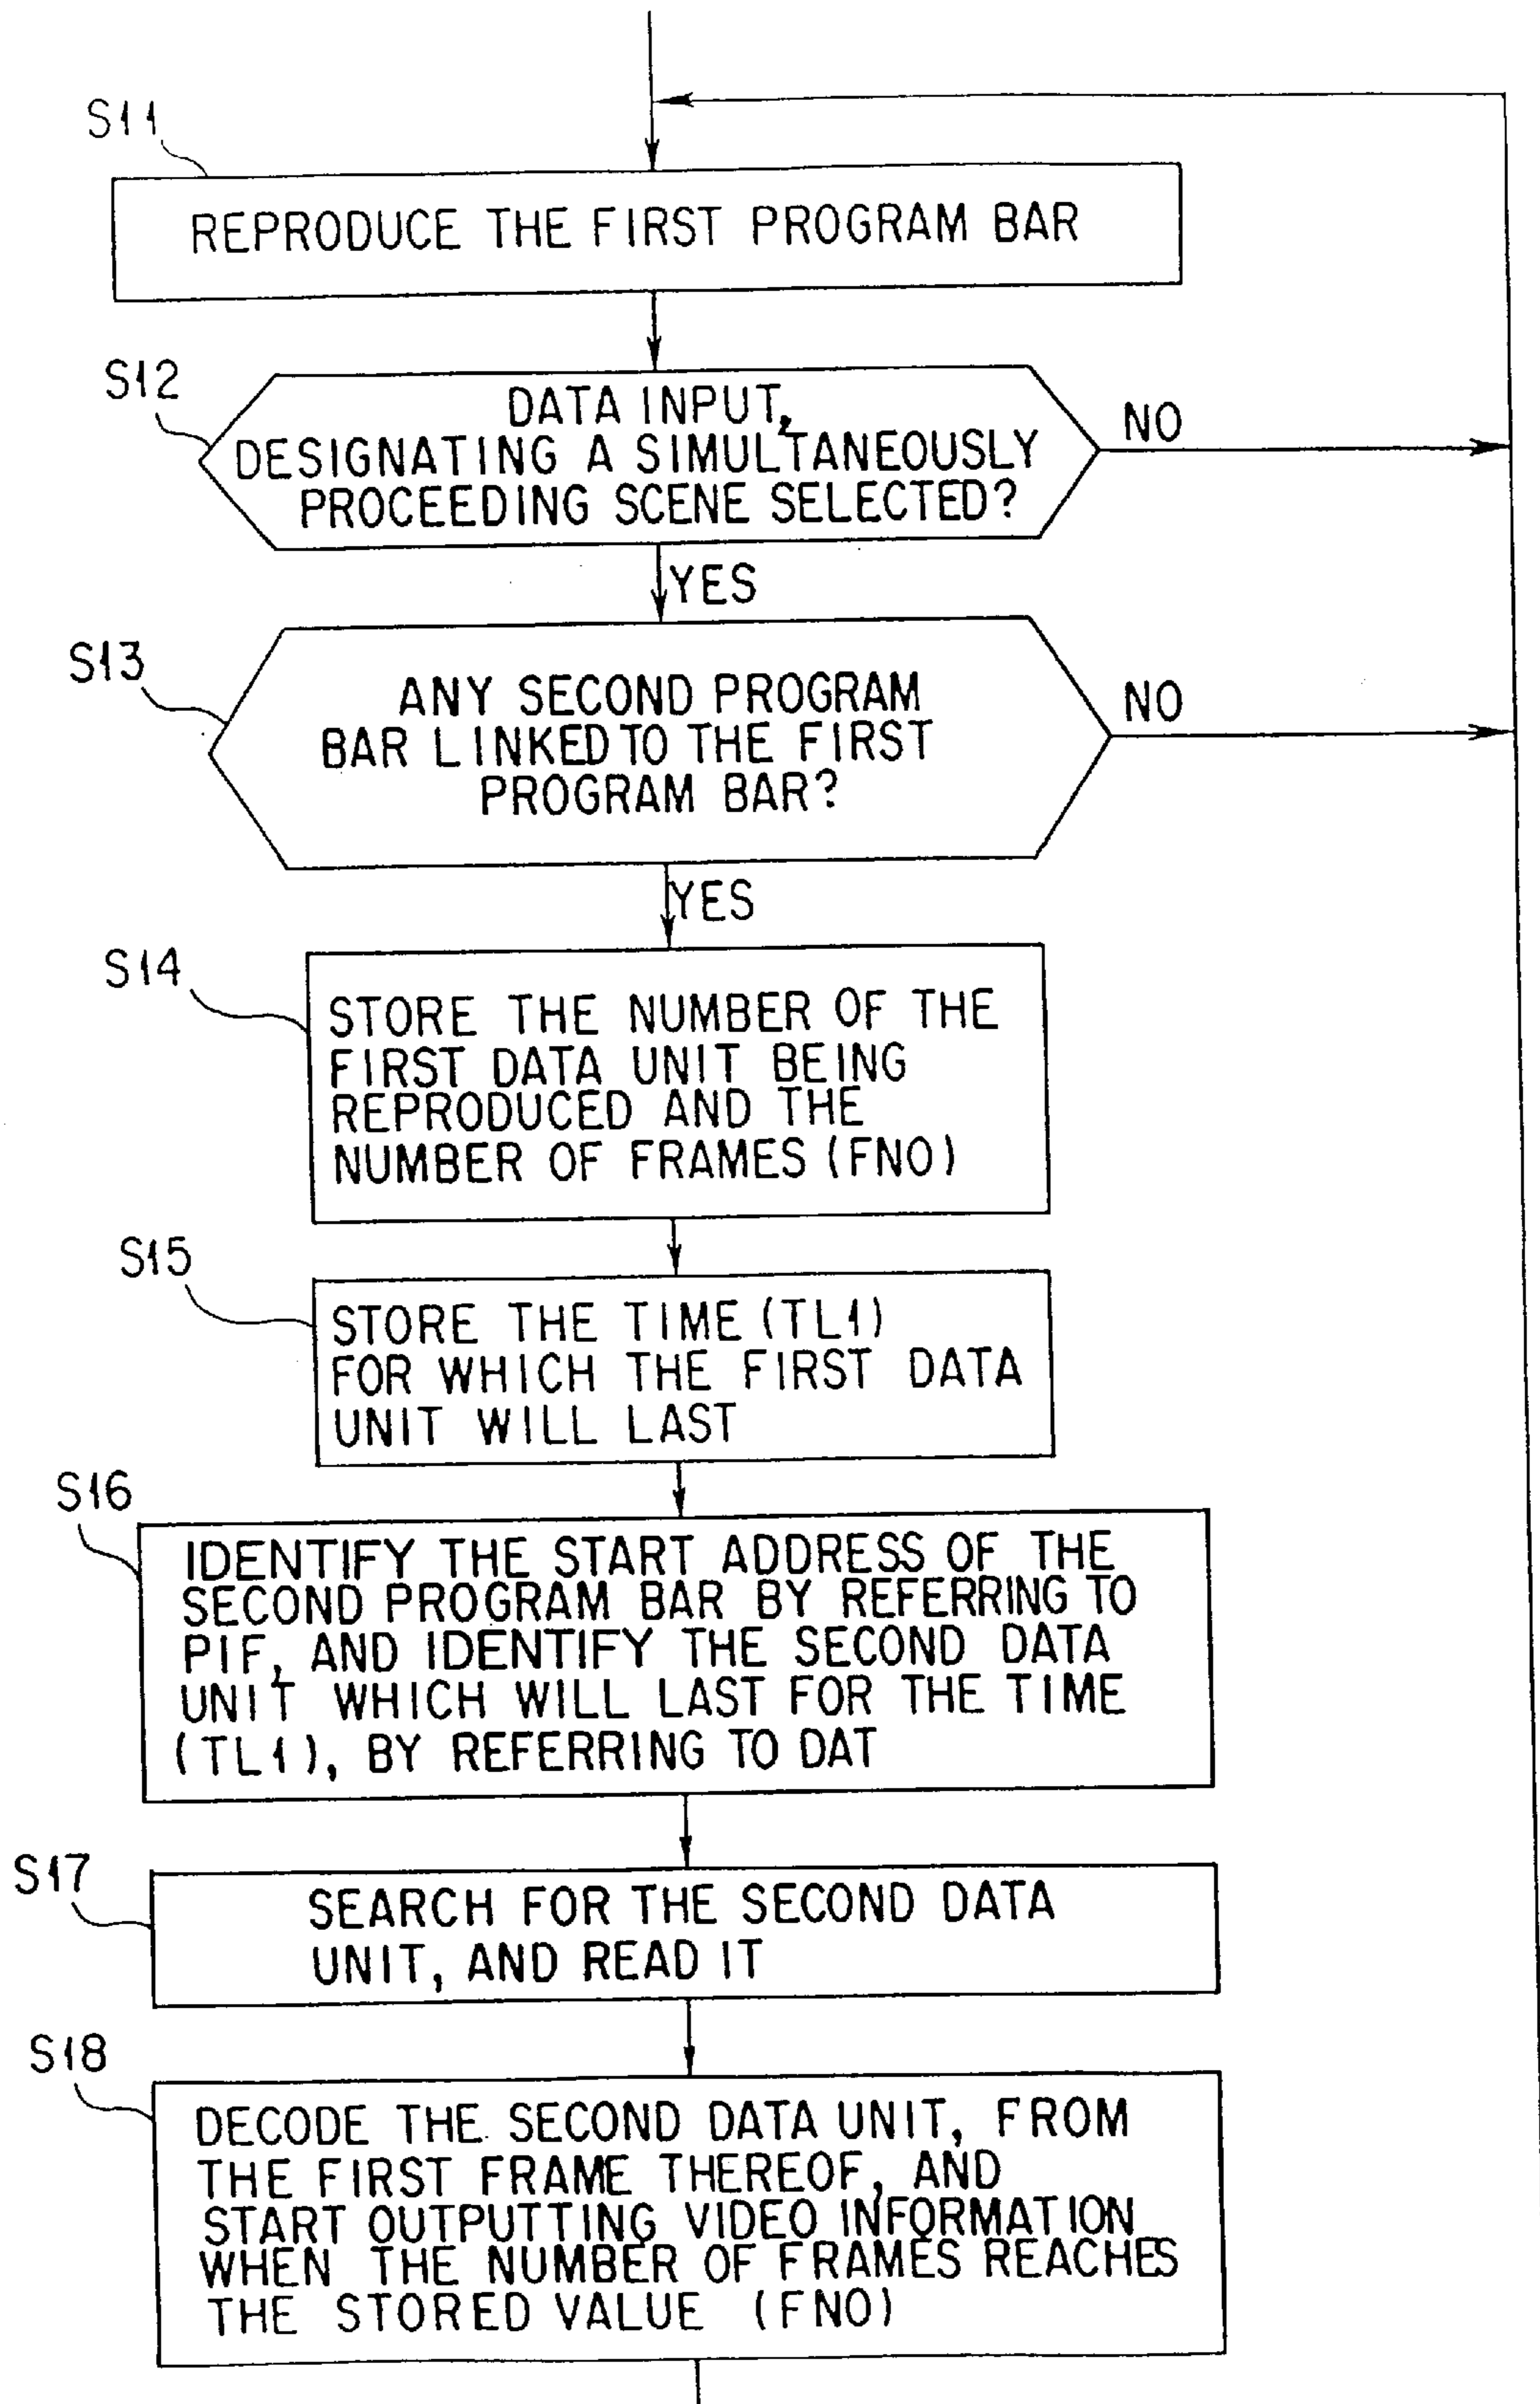 S11
REPRODUCE THE FIRST PROGRAM BAR
S12
DATA INPUT,
DESIGNATING A SIMULTANEOUSLY
PROCEEDING SCENE SELECTED?
NO
YES
S13
ANY SECOND PROGRAM
BAR LINKED TO THE FIRST
PROGRAM BAR?
NO
YES
S14
STORE THE NUMBER OF THE
FIRST DATA UNIT BEING
REPRODUCED AND THE
NUMBER OF FRAMES (FNO)
S15
STORE THE TIME (TL1)
FOR WHICH THE FIRST DATA
UNIT WILL LAST
S16
IDENTIFY THE START ADDRESS OF THE
SECOND PROGRAM BAR BY REFERRING TO
PIF, AND IDENTIFY THE SECOND DATA
UNIT WHICH WILL LAST FOR THE TIME
(TL1), BY REFERRING TO DAT
S17
SEARCH FOR THE SECOND DATA
UNIT, AND READ IT
S18
DECODE THE SECOND DATA UNIT, FROM
THE FIRST FRAME THEREOF, AND
START OUTPUTTING VIDEO INFORMATION
WHEN THE NUMBER OF FRAMES REACHES
THE STORED VALUE (FNO)